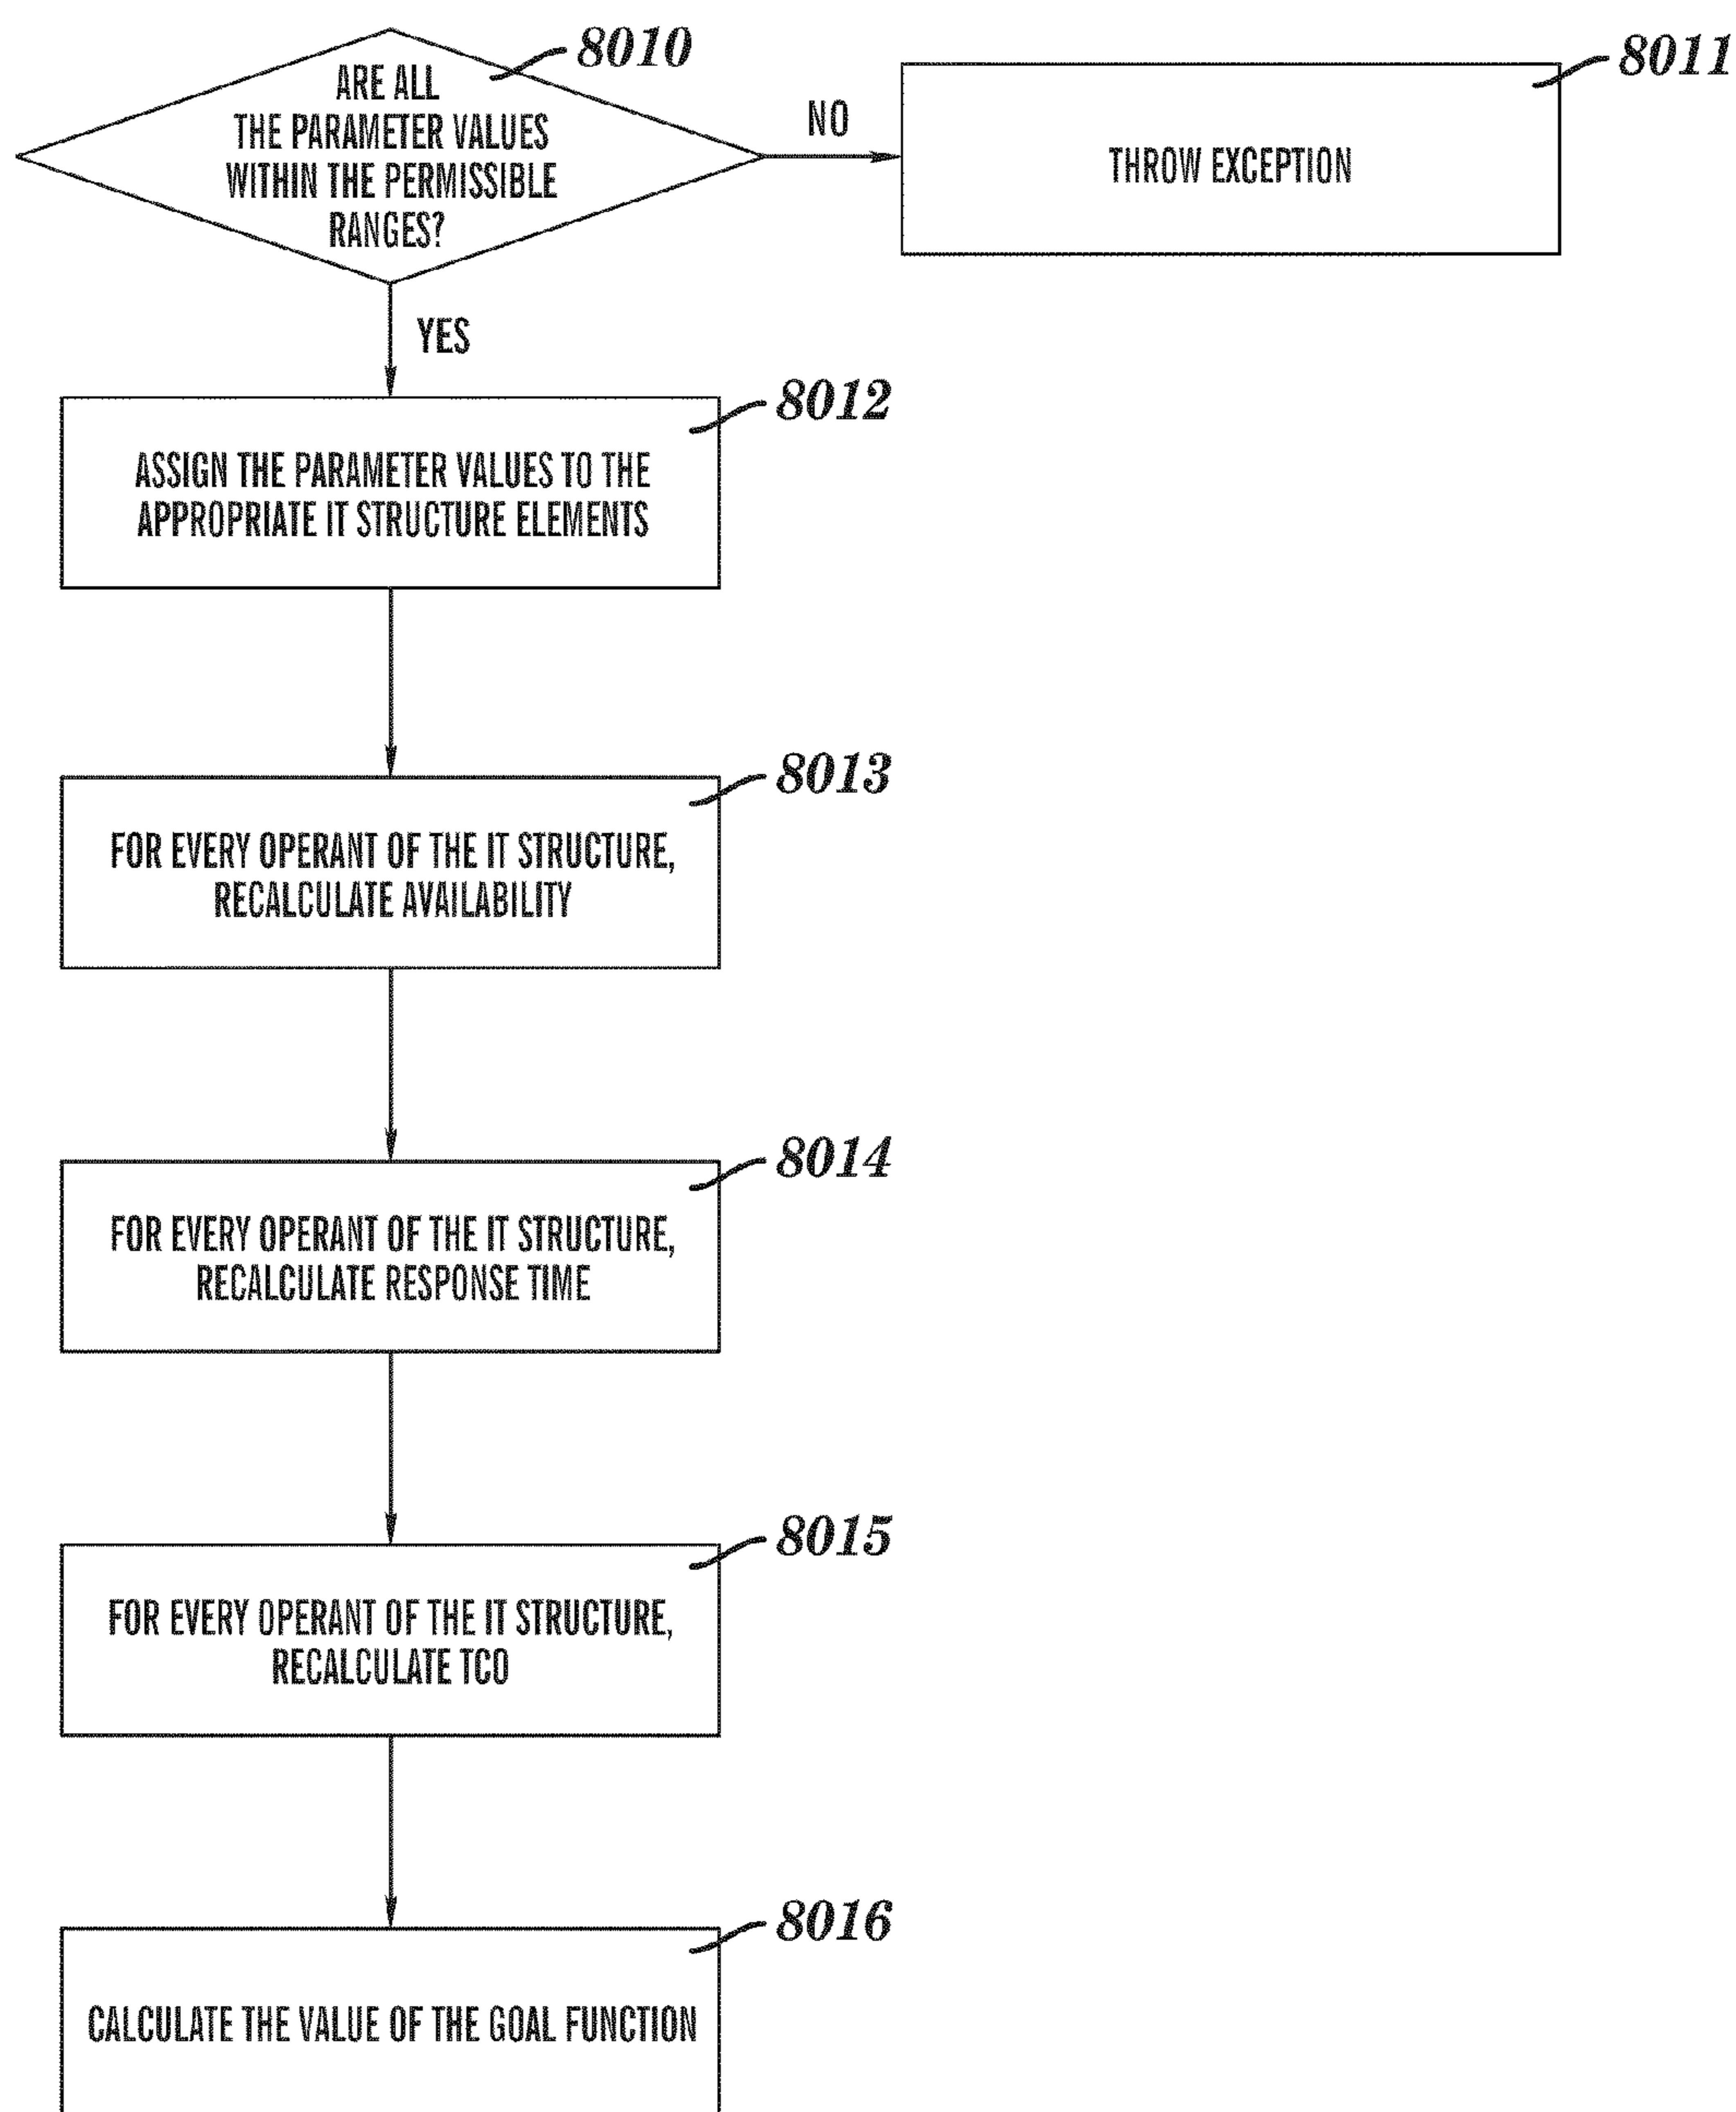 8010
ARE ALL
THE PARAMETER VALUES
WITHIN THE PERMISSIBLE
RANGES?
NO
8011
THROW EXCEPTION
YES
8012
ASSIGN THE PARAMETER VALUES TO THE
APPROPRIATE IT STRUCTURE ELEMENTS
8013
FOR EVERY OPERANT OF THE IT STRUCTURE,
RECALCULATE AVAILABILITY
8014
FOR EVERY OPERANT OF THE IT STRUCTURE,
RECALCULATE RESPONSE TIME
8015
FOR EVERY OPERANT OF THE IT STRUCTURE,
RECALCULATE TCO
8016
CALCULATE THE VALUE OF THE GOAL FUNCTION